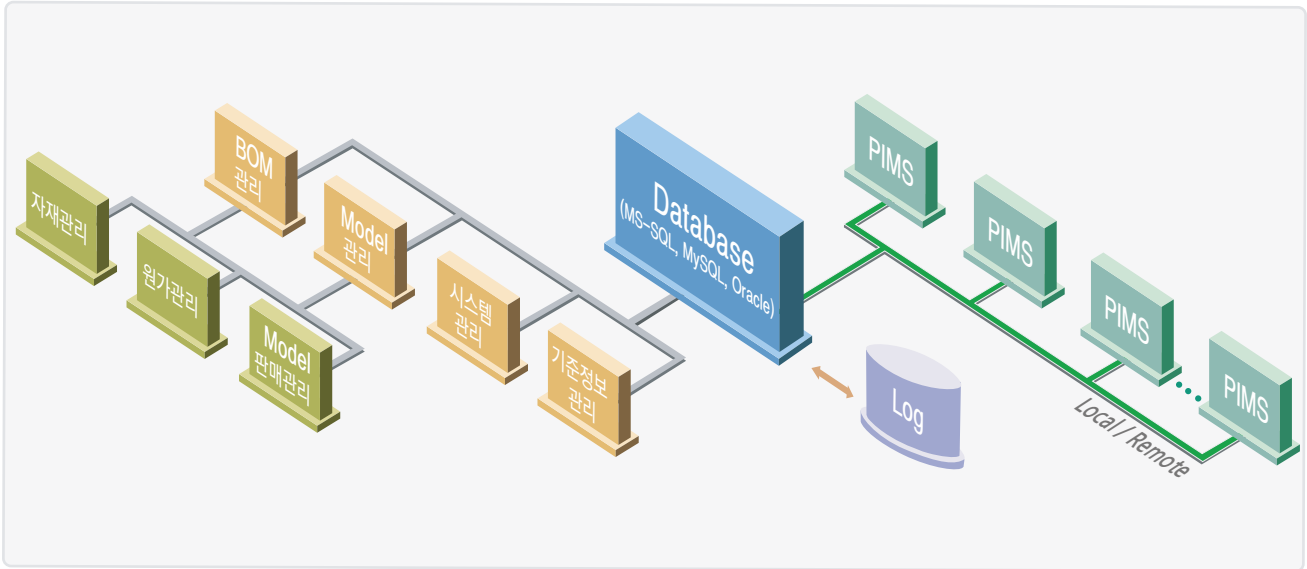 자재관리
원가관리
Model
판매관리
BOM
관리
Model
관리
시스템
관리
기준정보
관리
Database
(MS-SQL, MySQL, Oracle)
Log
PIMS
PIMS
PIMS
PIMS
Local / Remote